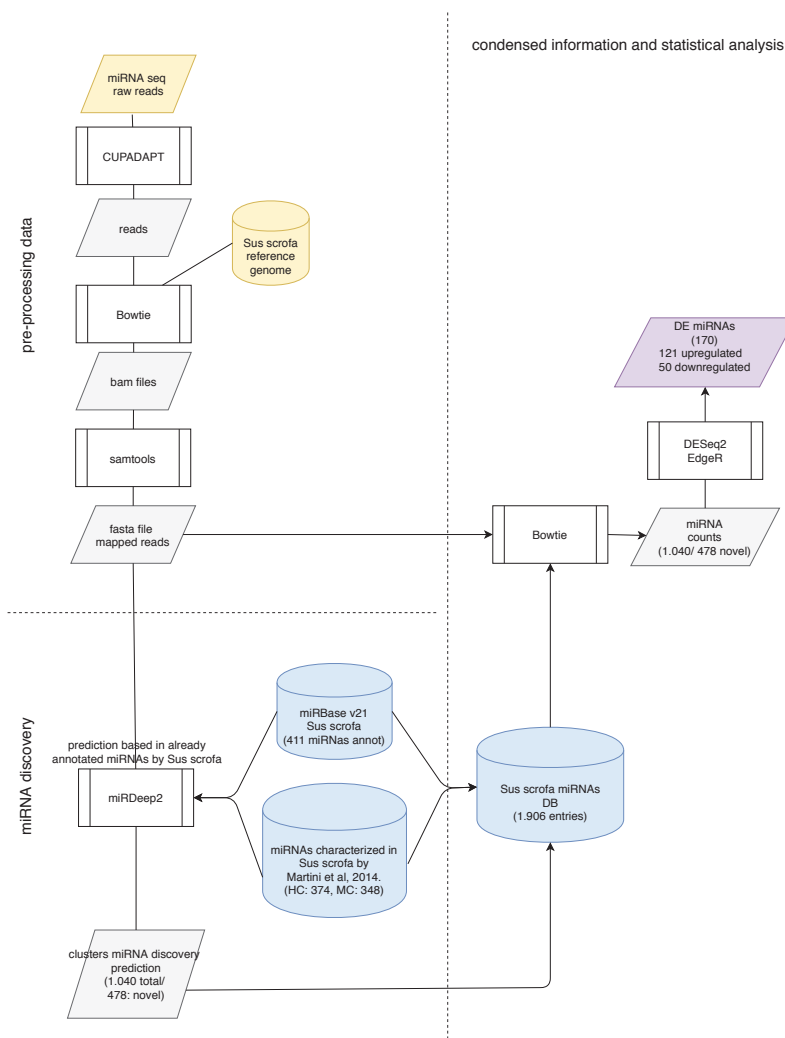 condensed information and statistical analysis
pre-processing data
miRNA seq
raw reads
CUPADAPT
reads
Sus scrofa
reference
genome
Bowtie
bam files
samtools
fasta file
mapped reads
Bowtie
miRNA
counts
(1.040/ 478 novel)
DESeq2
EdgeR
DE miRNAs
(170)
121 upregulated
50 downregulated
miRNA discovery
prediction based in already
annotated miRNAs by Sus scrofa
miRDeep2
miRBase v21
Sus scrofa
(411 miRNas annot)
miRNAs characterized in
Sus scrofa by
Martini et al, 2014.
(HC: 374, MC: 348)
Sus scrofa miRNAs
DB
(1.906 entries)
clusters miRNA discovery
prediction
(1.040 total/
478: novel)